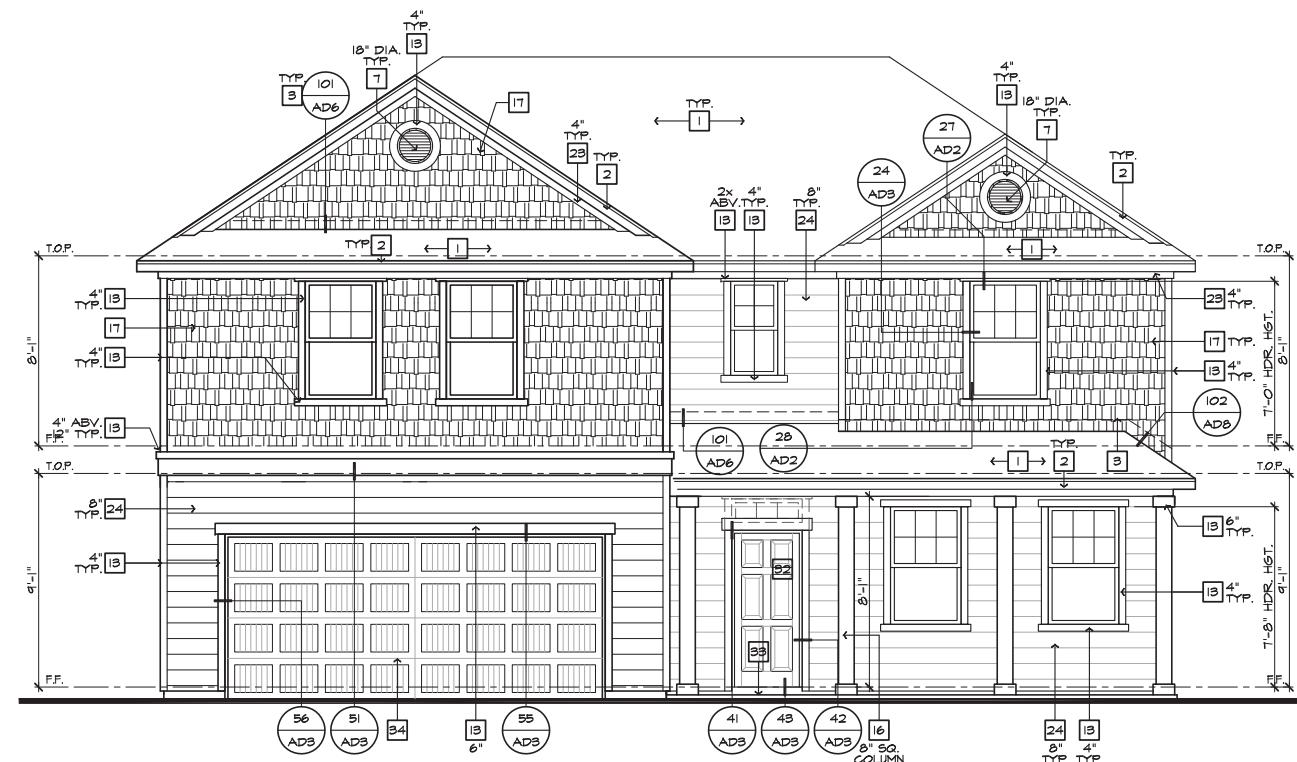 4"
TYP.
13
18" DIA.
TYP.
7
TYP.
3
101
AD6
17
4"
TYP.
23
TYP.
2
TYP.
1
4"
TYP.
13
18" DIA.
TYP.
7
27
AD2
24
AD3
TYP.
2
2x
ABV.
13
4"
TYP.
13
8"
TYP.
24
T.O.P.
TYP.
2
1
1
T.O.P.
4"
TYP.
13
17
4"
TYP.
13
8'-1"
4" ABV.
12" TYP.
13
F.F.
23
4"
TYP.
17 TYP.
13
4"
TYP.
7'-0" HDR. HGT.
8'-1"
102
AD8
F.F.
101
AD6
28
AD2
1
TYP.
2
3
T.O.P.
T.O.P.
8"
TYP.
24
4"
TYP.
13
9'-1"
F.F.
32
33
8'-1"
13
6"
TYP.
13
4"
TYP.
7'-8" HDR. HGT.
9'-1"
F.F.
56
AD3
51
AD3
34
13
6"
55
AD3
41
AD3
43
AD3
42
AD3
16
8" SQ.
COLUMN
24
8"
TYP.
13
4"
TYP.